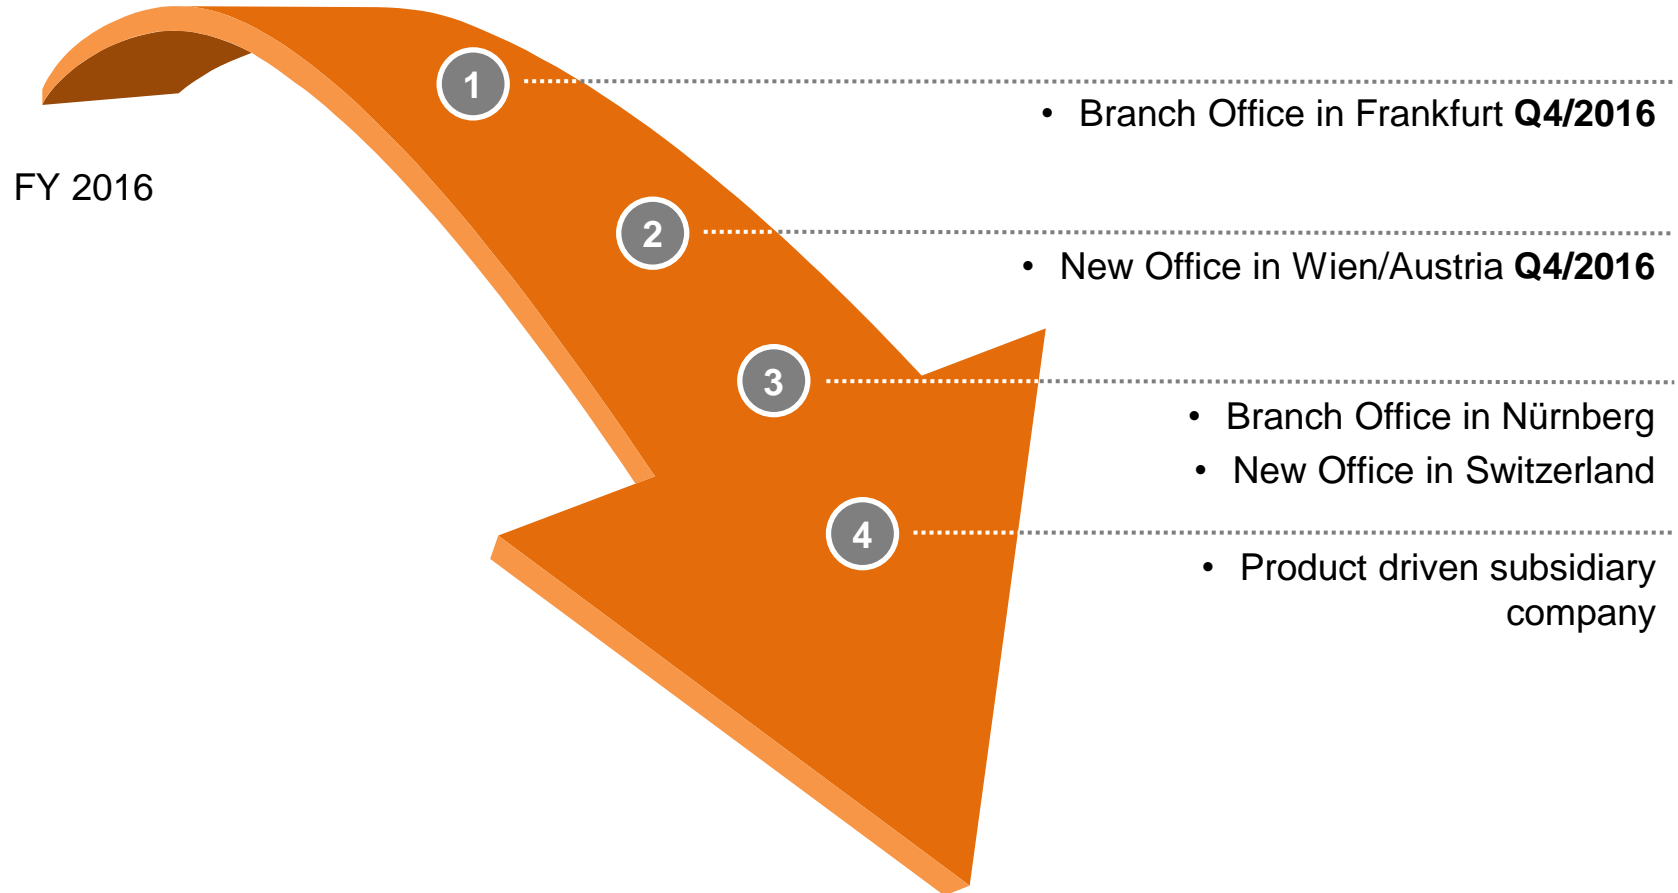 1
• Branch Office in Frankfurt Q4/2016
FY 2016
2
• New Office in Wien/Austria Q4/2016
3
• Branch Office in Nürnberg
• New Office in Switzerland
4
• Product driven subsidiary
company